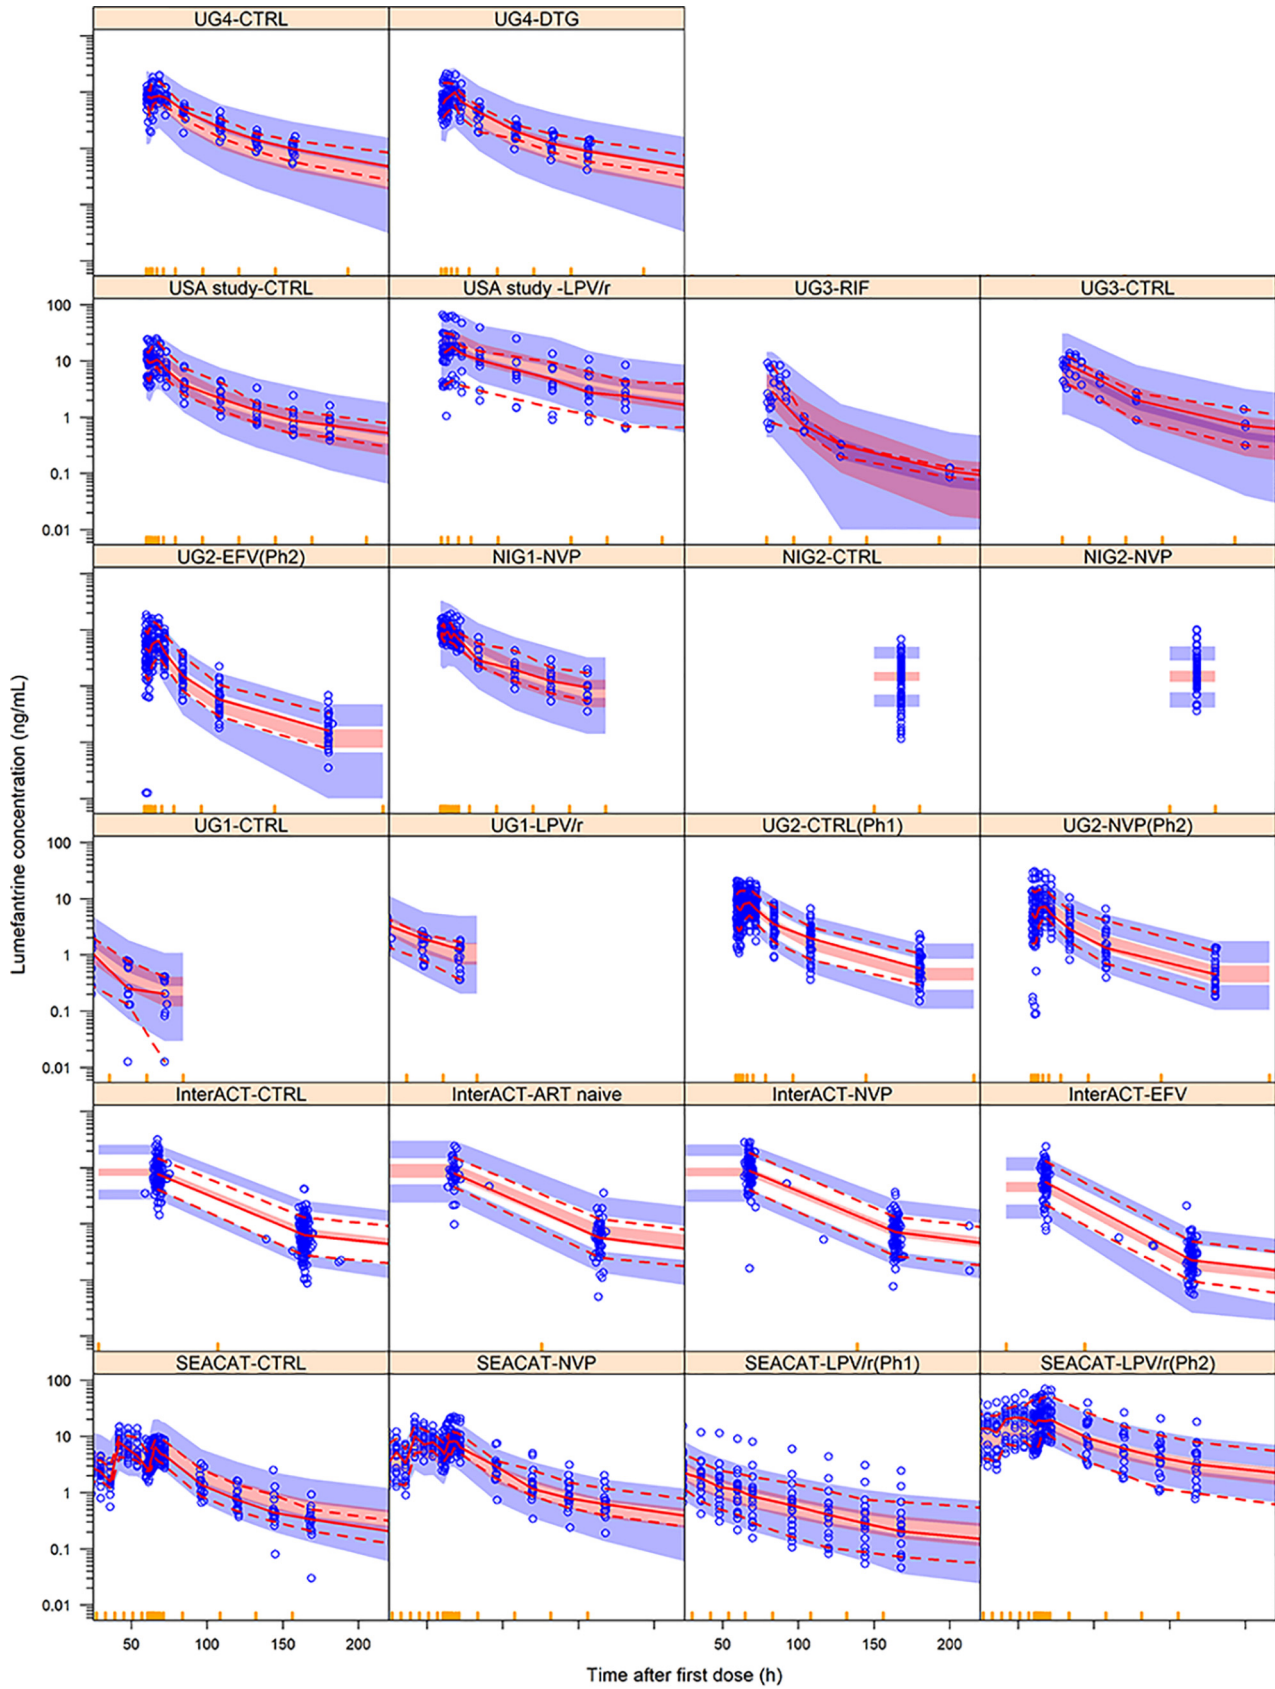 UG4-CTRL UG4-DTG
USA study-CTRL USA study -LPV/r UG3-RIF UG3-CTRL
100
10
1
0.1
0.01
UG2-EFV(Ph2) NIG1-NVP NIG2-CTRL NIG2-NVP
Lumefantrine concentration (ng/mL)
UG1-CTRL UG1-LPV/r UG2-CTRL(Ph1) UG2-NVP(Ph2)
100
10
1
0.1
0.01
InterACT-CTRL InterACT-ART naive InterACT-NVP InterACT-EFV
SEACAT-CTRL SEACAT-NVP SEACAT-LPV/r(Ph1) SEACAT-LPV/r(Ph2)
100
10
1
0.1
0.01
50 100 150 200 50 100 150 200
Time after first dose (h)